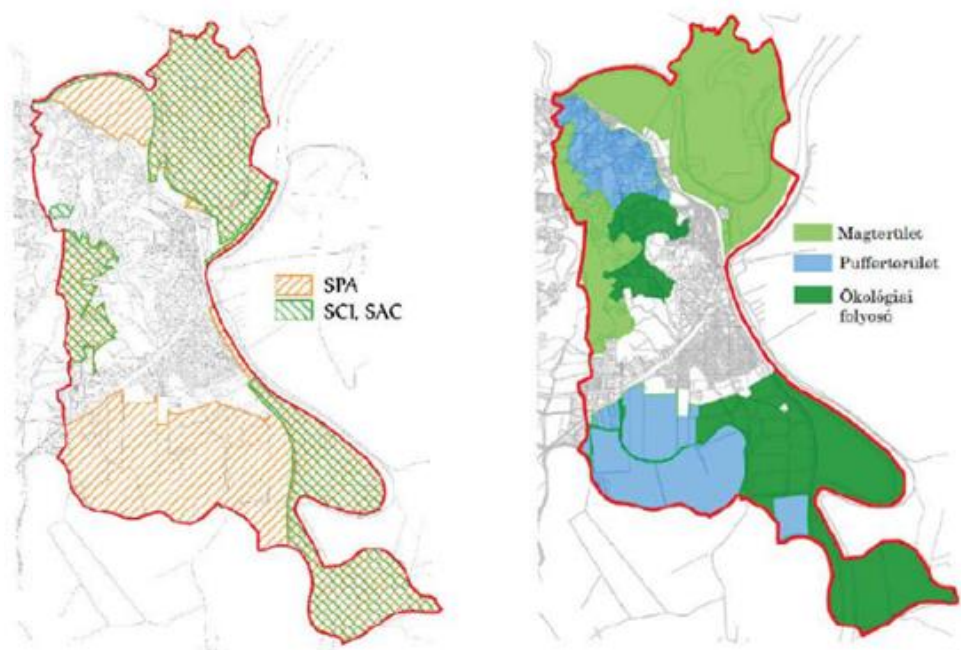 SPA
SCI, SAC
Magterület
Pufferterület
Ökológiai
folyosó